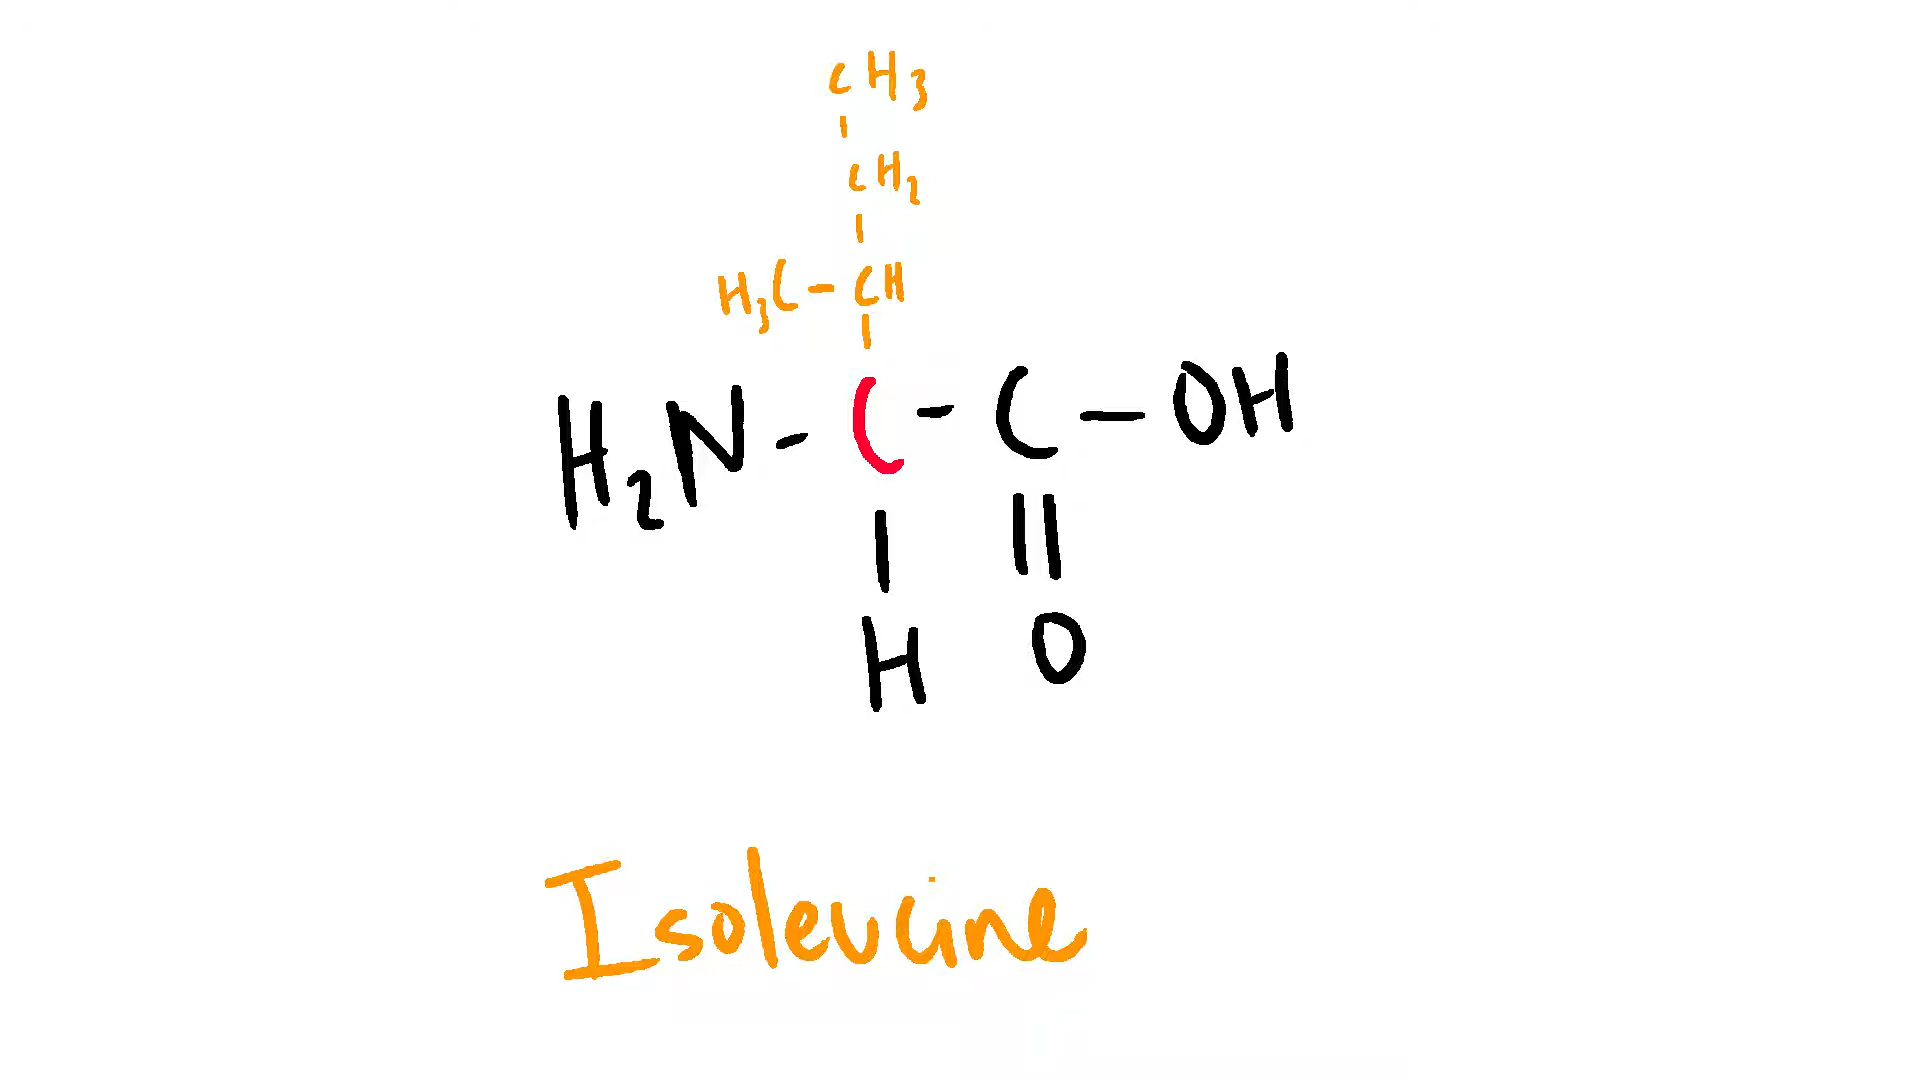 CH3
CH2
H3C-CH
H2N-C-C-OH
H O
Isoleucine